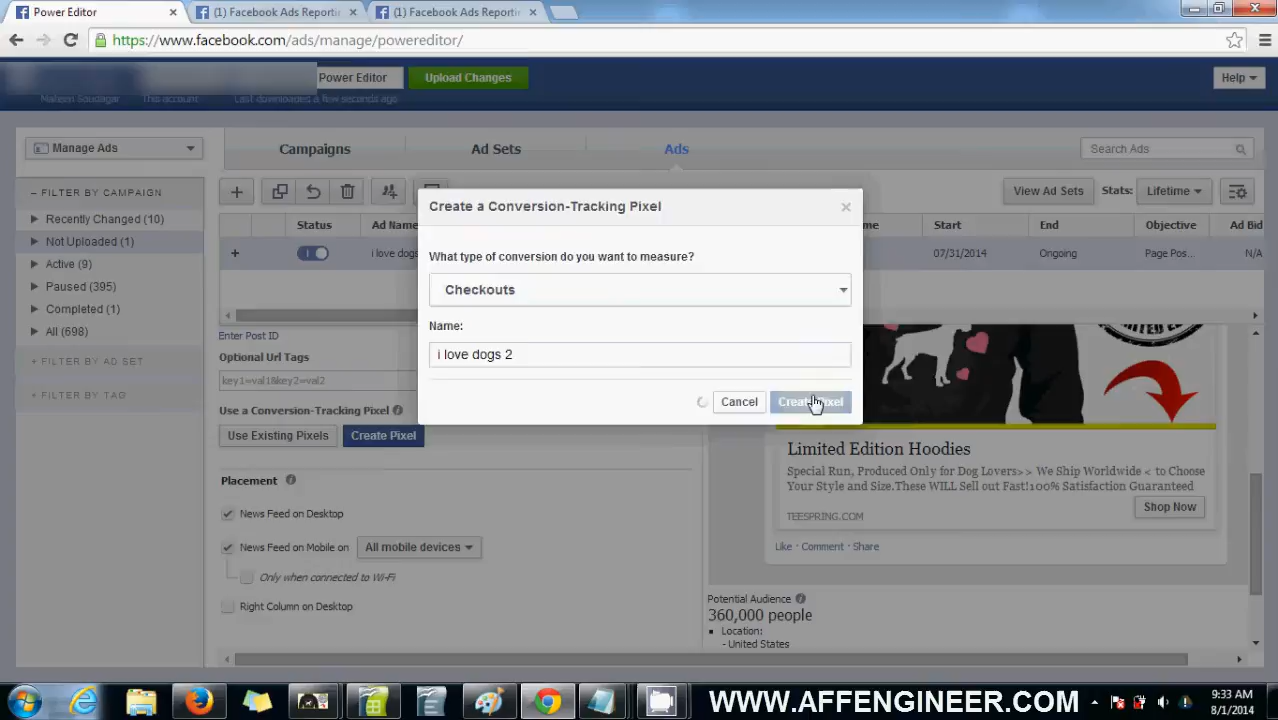 Power Editor
(1) Facebook Ads Reportin
(1) Facebook Ads Reportin
https://www.facebook.com/ads/manage/powereditor/
Power Editor
Upload Changes
Help
Maheen Soudagar
This account
Last downloaded a few seconds ago
Manage Ads
Campaigns
Ad Sets
Ads
Search Ads
FILTER BY CAMPAIGN
View Ad Sets
Stats:
Lifetime
Recently Changed (10)
Not Uploaded (1)
Active (9)
Paused (395)
Completed (1)
All (698)
+ FILTER BY AD SET
+ FILTER BY TAG
Status
Ad Name
me
Start
End
Objective
Ad Bid
i love dogs
07/31/2014
Ongoing
Page Pos...
N/A
Create a Conversion-Tracking Pixel
What type of conversion do you want to measure?
Checkouts
Name:
i love dogs 2
Cancel
Create Pixel
Enter Post ID
Optional Url Tags
key1=val1&key2=val2
Use a Conversion-Tracking Pixel
Use Existing Pixels
Create Pixel
Placement
News Feed on Desktop
News Feed on Mobile on
All mobile devices
Only when connected to Wi-Fi
Right Column on Desktop
Limited Edition Hoodies
Special Run, Produced Only for Dog Lovers>> We Ship Worldwide < to Choose
Your Style and Size.These WILL Sell out Fast!100% Satisfaction Guaranteed
TEESPRING.COM
Shop Now
Like · Comment · Share
Potential Audience
360,000 people
Location:
- United States
WWW.AFFENGINEER.COM
9:33 AM
8/1/2014